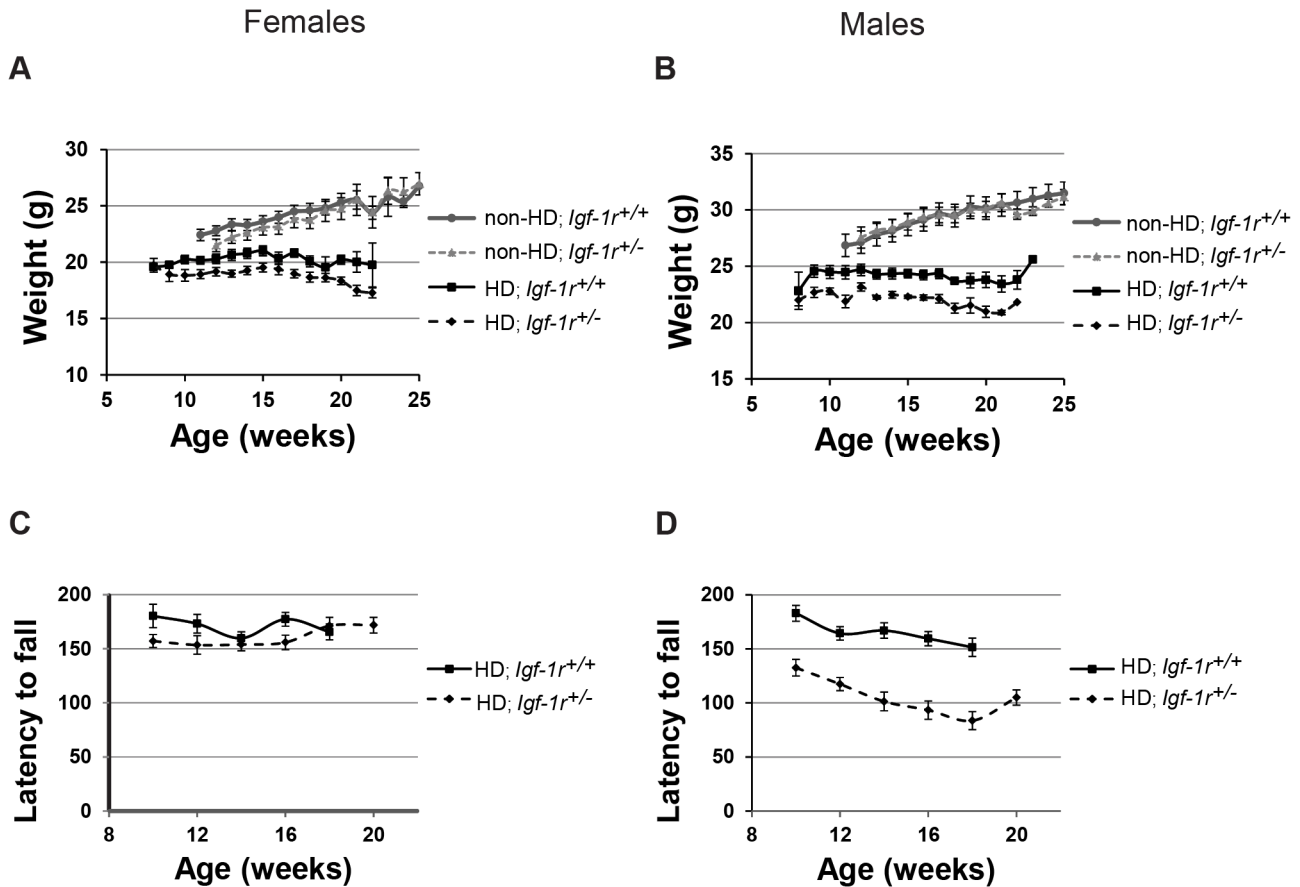 Females
Males
A
B
30
25
20
15
10
5
10
15
20
25
Weight (g)
Age (weeks)
non-HD; Igf-1r+/+
non-HD; Igf-1r+/-
HD; Igf-1r+/+
HD; Igf-1r+/-
35
30
25
20
15
5
10
15
20
25
Weight (g)
Age (weeks)
non-HD; Igf-1r+/+
non-HD; Igf-1r+/-
HD; Igf-1r+/+
HD; Igf-1r+/-
C
D
200
150
100
50
0
8
12
16
20
Latency to fall
Age (weeks)
HD; Igf-1r+/+
HD; Igf-1r+/-
200
150
100
50
0
8
12
16
20
Latency to fall
Age (weeks)
HD; Igf-1r+/+
HD; Igf-1r+/-